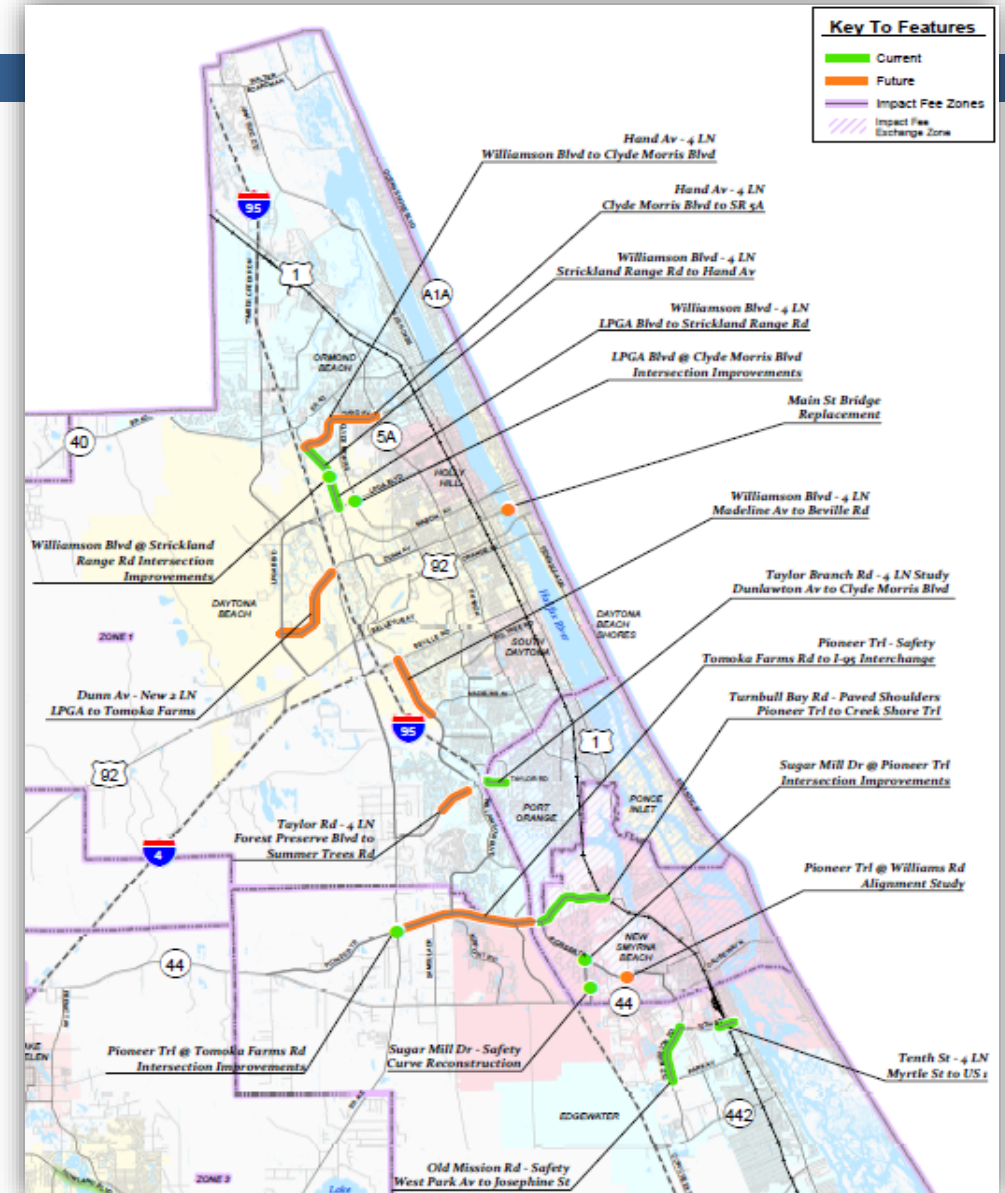 Key To Features
Current
Future
Impact Fee Zones
Impact Fee
Exchange Zone
Hand Av - 4 LN
Williamson Blvd to Clyde Morris Blvd
Hand Av - 4 LN
Clyde Morris Blvd to SR 5A
95
1
Williamson Blvd - 4 LN
Strickland Range Rd to Hand Av
A1A
Williamson Blvd - 4 LN
LPGA Blvd to Strickland Range Rd
ORMOND
BEACH
LPGA Blvd @ Clyde Morris Blvd
Intersection Improvements
Main St Bridge
Replacement
40
5A
HOLLY
HILL
LPGA BLVD
Williamson Blvd - 4 LN
Madeline Av to Beville Rd
Williamson Blvd @ Strickland
Range Rd Intersection
Improvements
DUNN AV
92
Taylor Branch Rd - 4 LN Study
Dunlawton Av to Clyde Morris Blvd
DAYTONA
BEACH
Halifax River
DAYTONA
BEACH
SHORES
ZONE 1
BEVILLE RD
SOUTH
DAYTONA
Pioneer Trl - Safety
Tomoka Farms Rd to I-95 Interchange
Dunn Av - New 2 LN
LPGA to Tomoka Farms
Turnbull Bay Rd - Paved Shoulders
Pioneer Trl to Creek Shore Trl
95
1
92
TAYLOR RD
Sugar Mill Dr @ Pioneer Trl
Intersection Improvements
PORT
ORANGE
PONCE
INLET
Taylor Rd - 4 LN
Forest Preserve Blvd to
Summer Trees Rd
4
Pioneer Trl @ Williams Rd
Alignment Study
NEW
SMYRNA
BEACH
44
44
Pioneer Trl @ Tomoka Farms Rd
Intersection Improvements
Sugar Mill Dr - Safety
Curve Reconstruction
Tenth St - 4 LN
Myrtle St to US 1
EDGEWATER
442
Old Mission Rd - Safety
West Park Av to Josephine St
ZONE 3
Lake